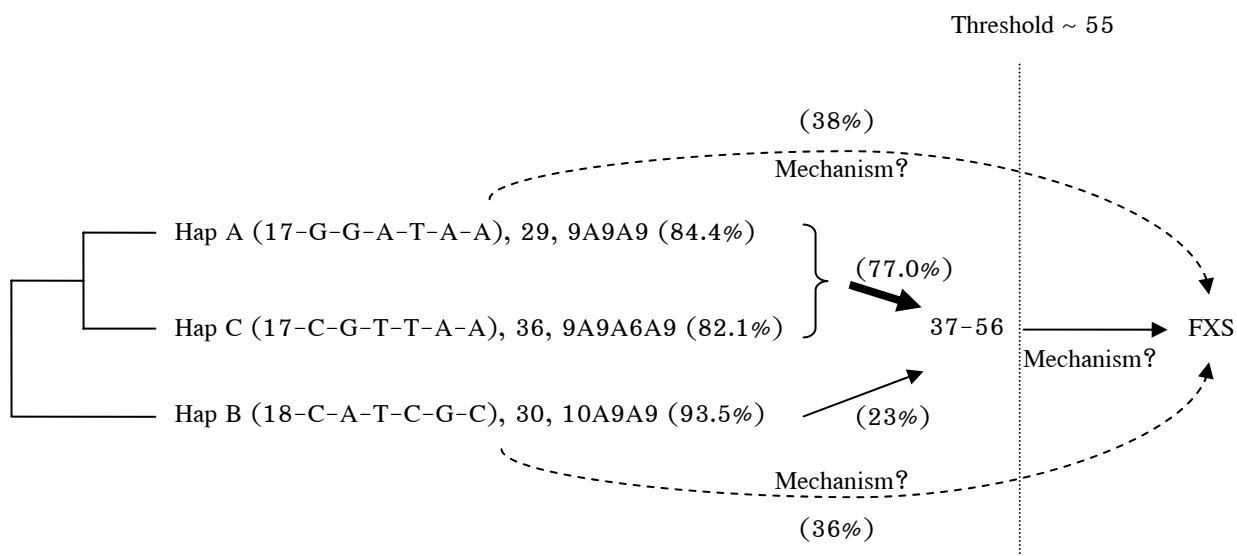 Threshold ~ 55
(38%)
Mechanism?
Hap A (17-G-G-A-T-A-A), 29, 9A9A9 (84.4%)
(77.0%)
Hap C (17-C-G-T-T-A-A), 36, 9A9A6A9 (82.1%)
37-56
FXS
Mechanism?
Hap B (18-C-A-T-C-G-C), 30, 10A9A9 (93.5%)
(23%)
Mechanism?
(36%)